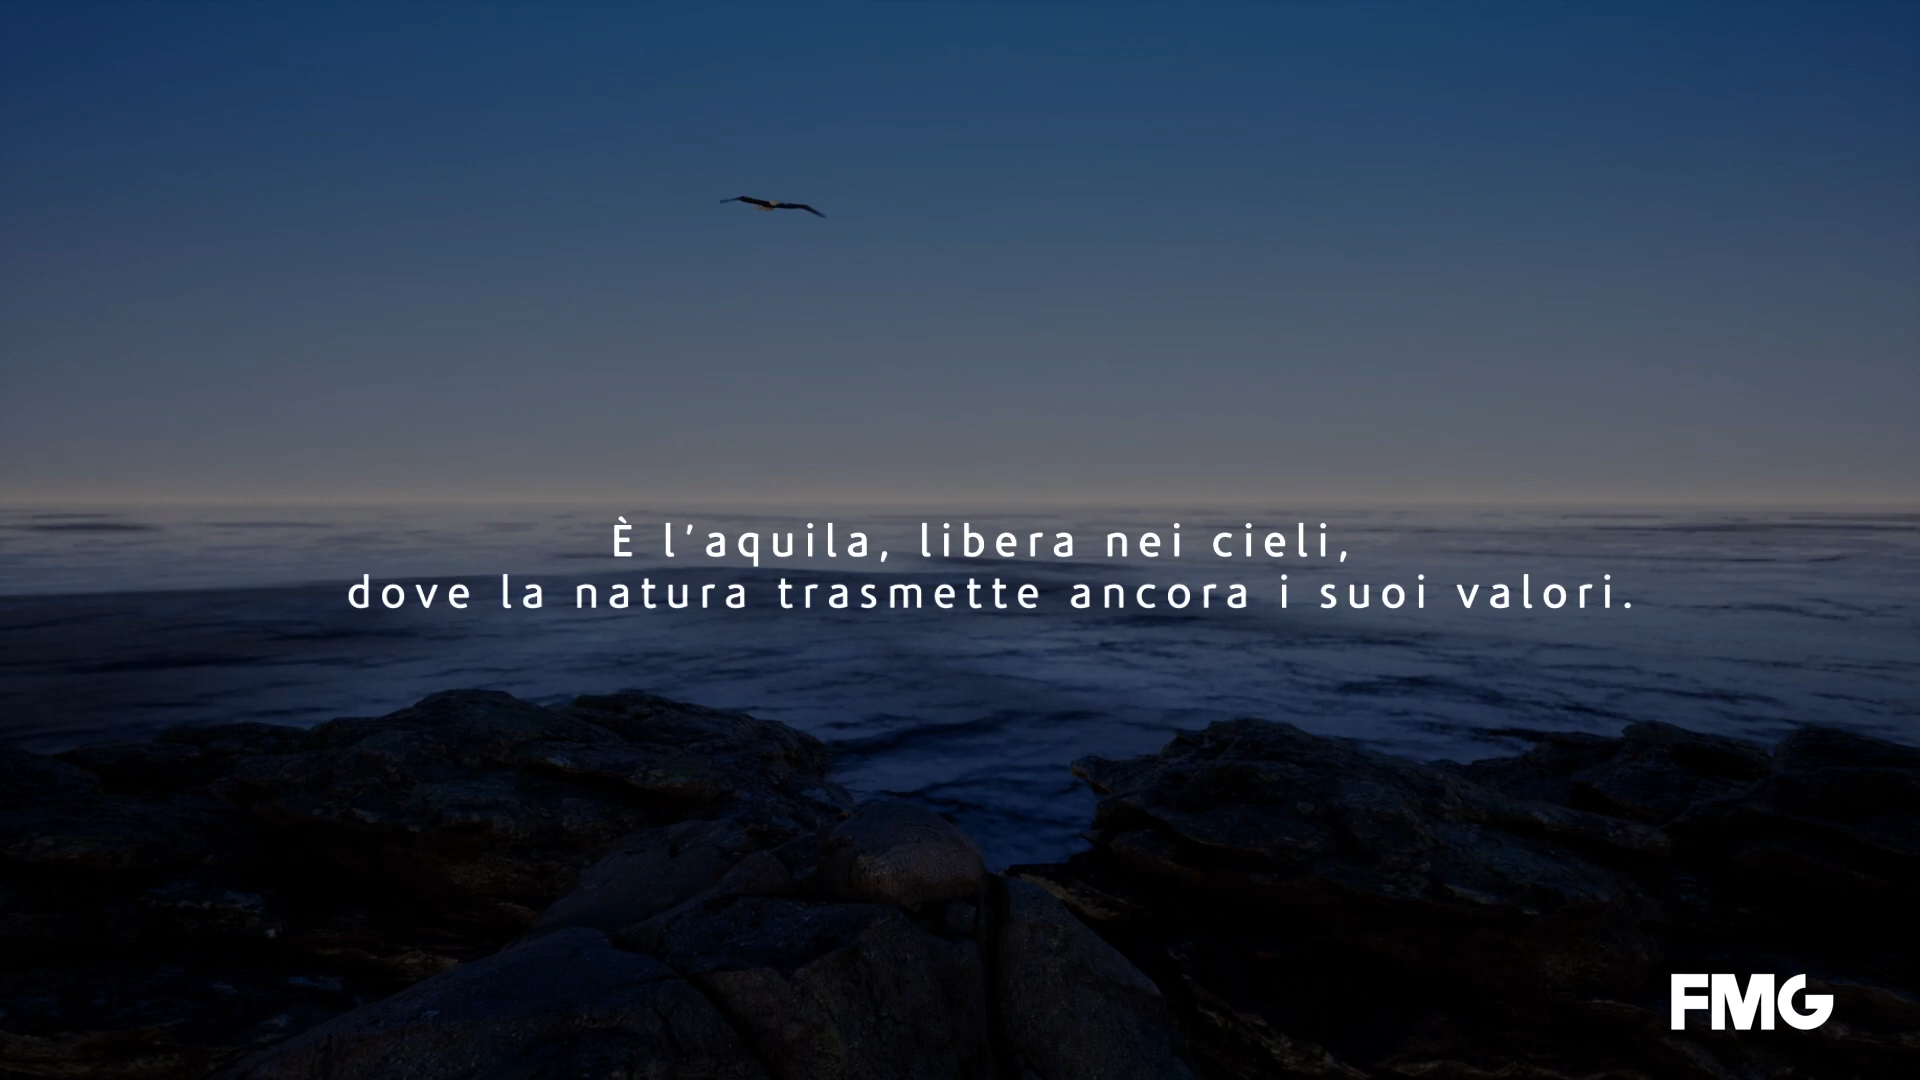 È l’aquila, libera nei cieli,
dove la natura trasmette ancora i suoi valori.
FMG